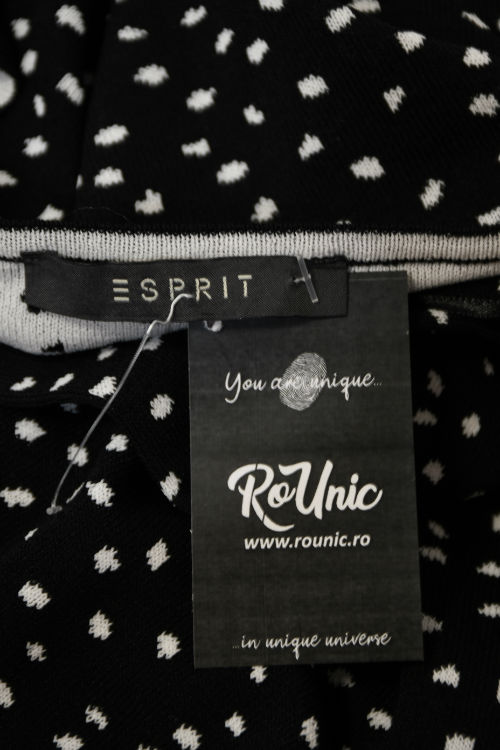 ESPRIT
You are unique...
RoUnic
www.rounic.ro
...in unique universe